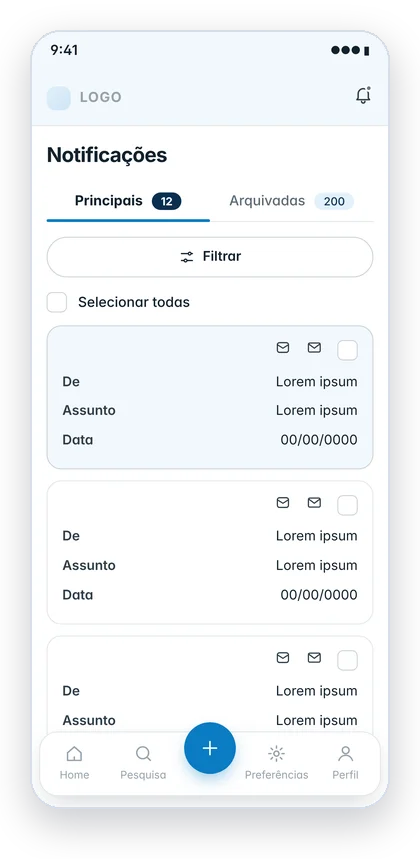 9:41
LOGO
Notificações
Principais 12 Arquivadas 200
Filtrar
Selecionar todas
De Lorem ipsum
Assunto Lorem ipsum
Data 00/00/0000
De Lorem ipsum
Assunto Lorem ipsum
Data 00/00/0000
De Lorem ipsum
Assunto Lorem ipsum
Home Pesquisa Preferências Perfil